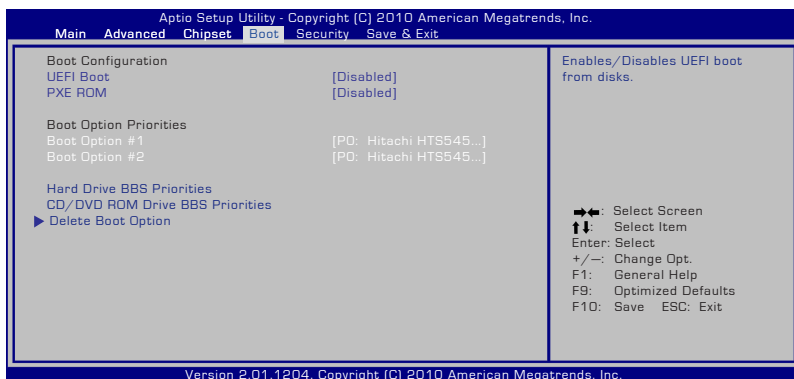 Aptio Setup Utility - Copyright (C) 2010 American Megatrends, Inc.
Main Advanced Chipset Boot Security Save & Exit
Boot Configuration
UEFI Boot [Disabled]
PXE ROM [Disabled]
Boot Option Priorities
Boot Option #1 [P0: Hitachi HTS545...]
Boot Option #2 [P0: Hitachi HTS545...]
Hard Drive BBS Priorities
CD/DVD ROM Drive BBS Priorities
Delete Boot Option
Enables/Disables UEFI boot
from disks.
: Select Screen
: Select Item
Enter: Select
+/—: Change Opt.
F1: General Help
F9: Optimized Defaults
F10: Save ESC: Exit
Version 2.01.1204. Copyright (C) 2010 American Megatrends, Inc.